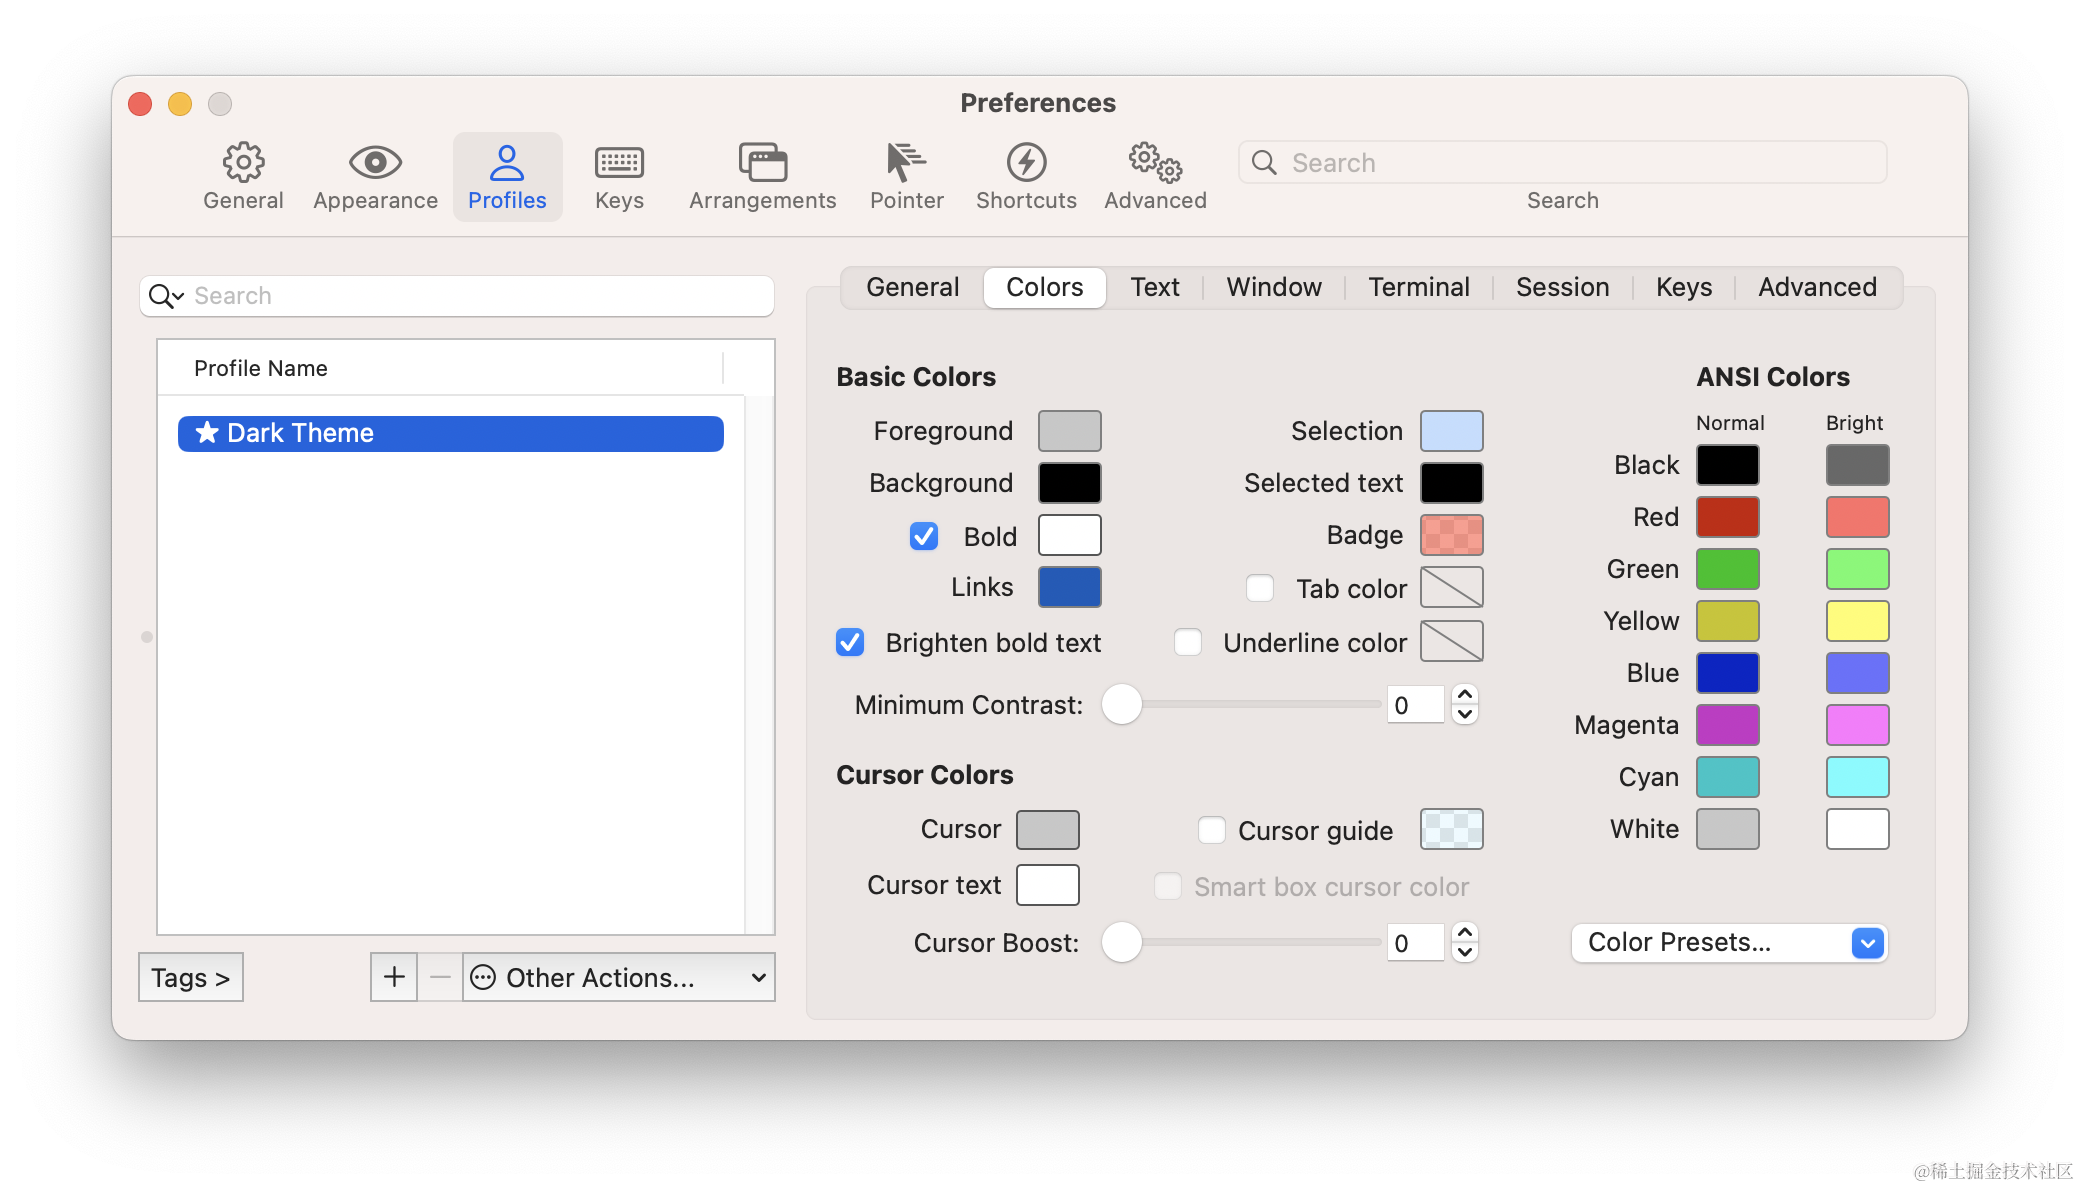 Preferences
General
Appearance
Profiles
Keys
Arrangements
Pointer
Shortcuts
Advanced
Search
Search
Search
Profile Name
Dark Theme
Tags >
Other Actions...
General
Colors
Text
Window
Terminal
Session
Keys
Advanced
Basic Colors
Foreground
Background
Bold
Links
Brighten bold text
Selection
Selected text
Badge
Tab color
Underline color
Minimum Contrast:
0
Cursor Colors
Cursor
Cursor text
Cursor guide
Smart box cursor color
Cursor Boost:
0
ANSI Colors
Normal Bright
Black
Red
Green
Yellow
Blue
Magenta
Cyan
White
Color Presets...
@稀土掘金技术社区